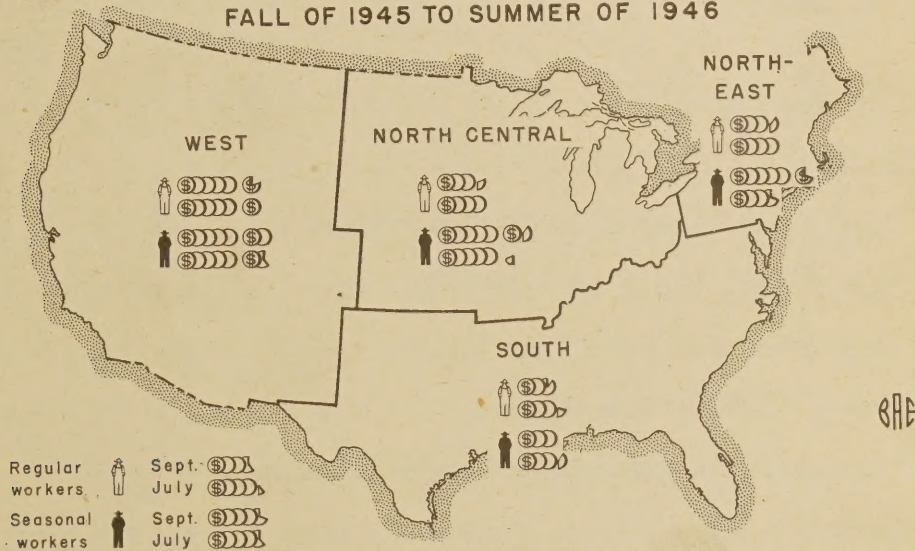 FALL OF 1945 TO SUMMER OF 1946
NORTH-
EAST
WEST
NORTH CENTRAL
SOUTH
BAE
Regular workers
Sept.
July
Seasonal workers
Sept.
July